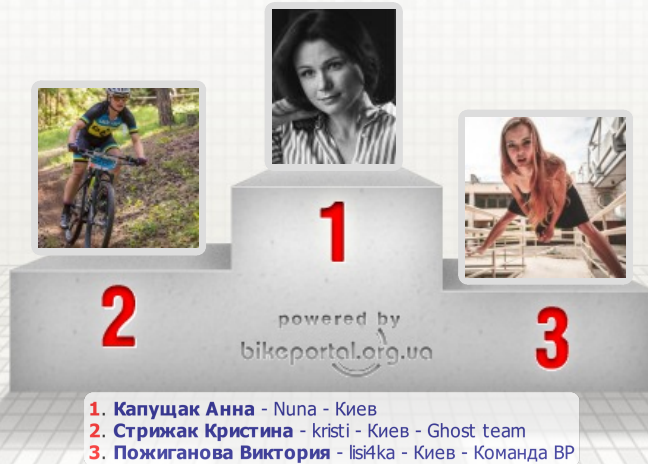 1
2
3
powered by
bikeportal.org.ua
1. Капущак Анна - Nuna - Киев
2. Стрижак Кристина - kristi - Киев - Ghost team
3. Пожиганова Виктория - lisi4ka - Киев - Команда ВР